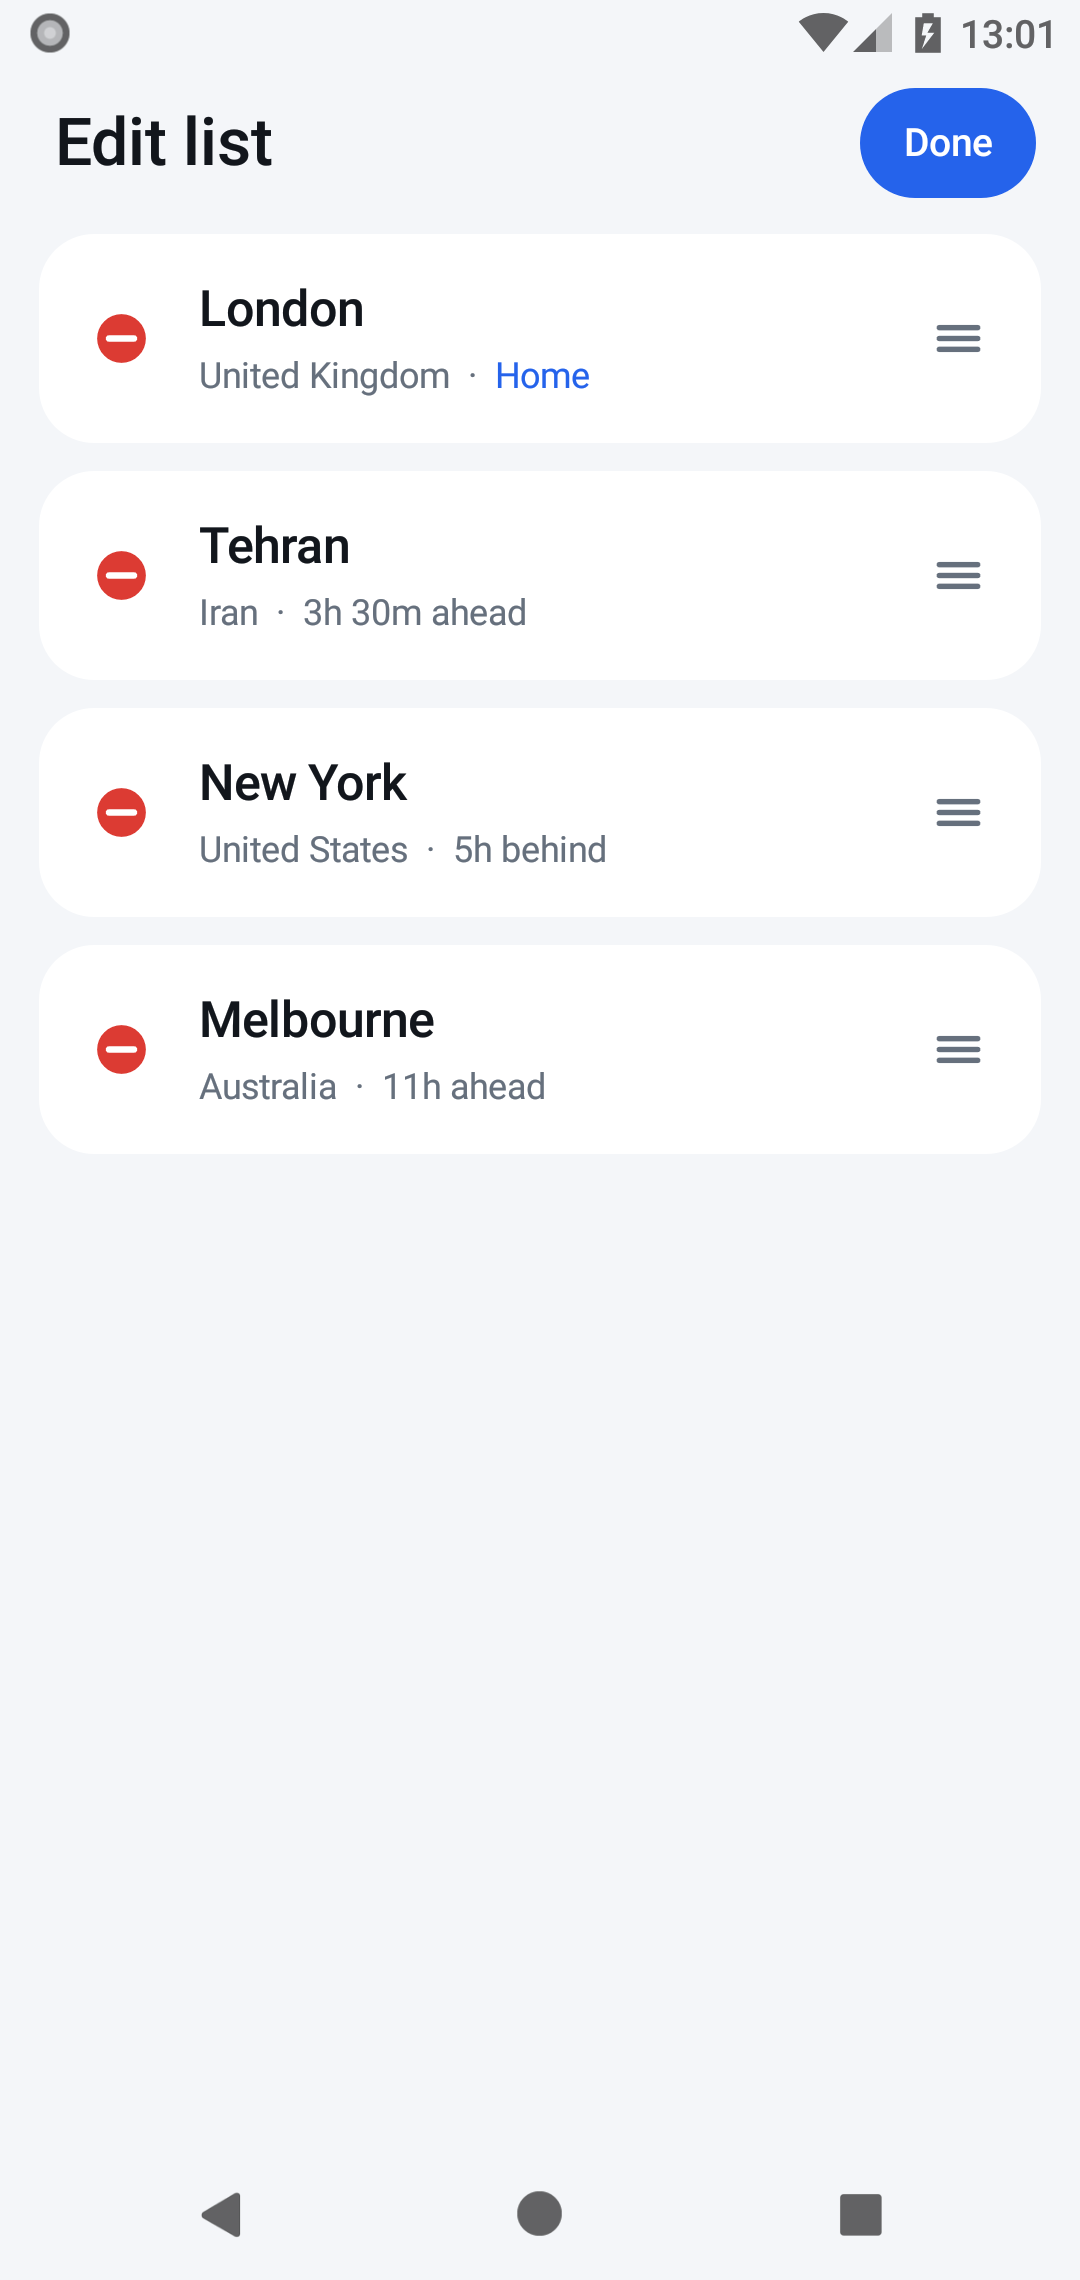 13:01
Edit list
Done
London
United Kingdom · Home
Tehran
Iran · 3h 30m ahead
New York
United States · 5h behind
Melbourne
Australia · 11h ahead